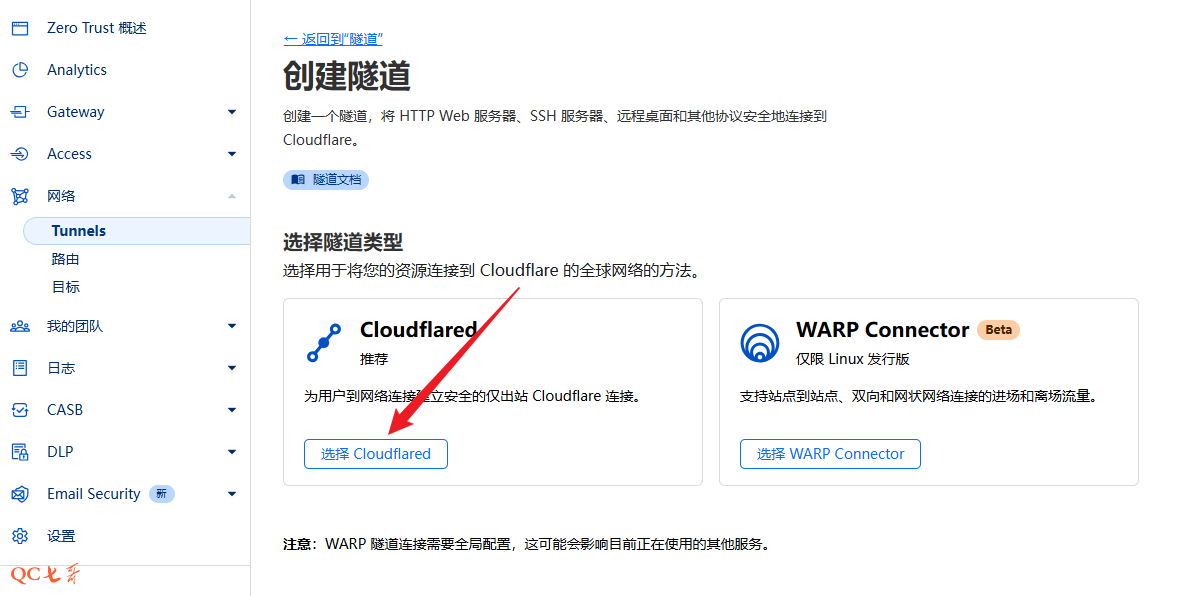 Zero Trust 概述
Analytics
Gateway
Access
网络
Tunnels
路由
目标
我的团队
日志
CASB
DLP
Email Security 新
设置
QC七哥
← 返回到“隧道”
创建隧道
创建一个隧道，将 HTTP Web 服务器、SSH 服务器、远程桌面和其他协议安全地连接到
Cloudflare。
隧道文档
选择隧道类型
选择用于将您的资源连接到 Cloudflare 的全球网络的方法。
Cloudflared
推荐
为用户到网络连接建立安全的仅出站 Cloudflare 连接。
选择 Cloudflared
WARP Connector Beta
仅限 Linux 发行版
支持站点到站点、双向和网状网络连接的进场和离场流量。
选择 WARP Connector
注意：WARP 隧道连接需要全局配置，这可能会影响目前正在使用的其他服务。